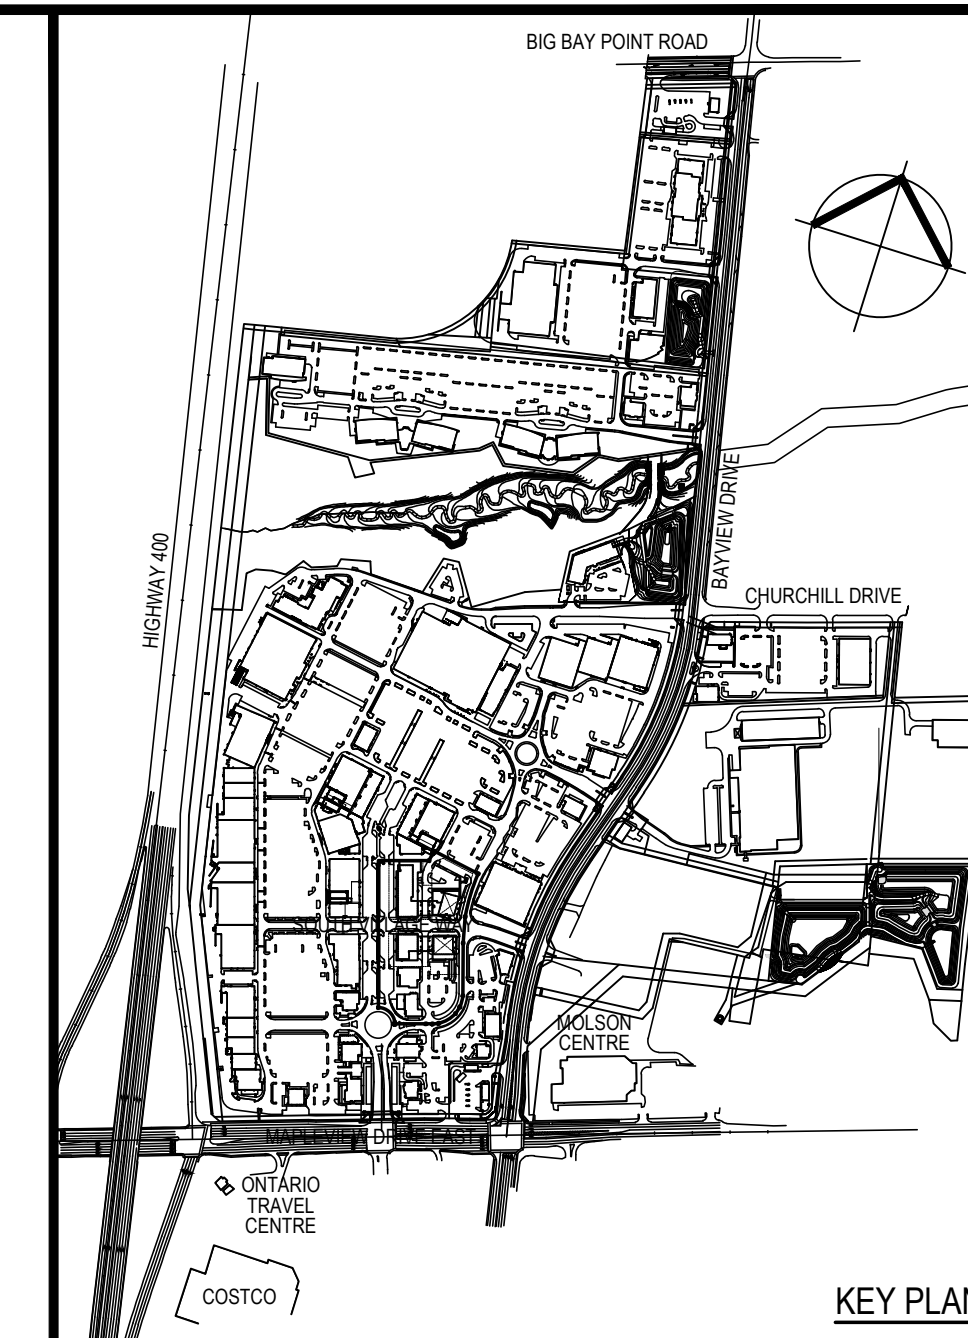 BIG BAY POINT ROAD
HIGHWAY 400
BAYVIEW DRIVE
CHURCHILL DRIVE
MOLSON
CENTRE
MAPLEVIEW DRIVE EAST
ONTARIO
TRAVEL
CENTRE
COSTCO
KEY PLAN